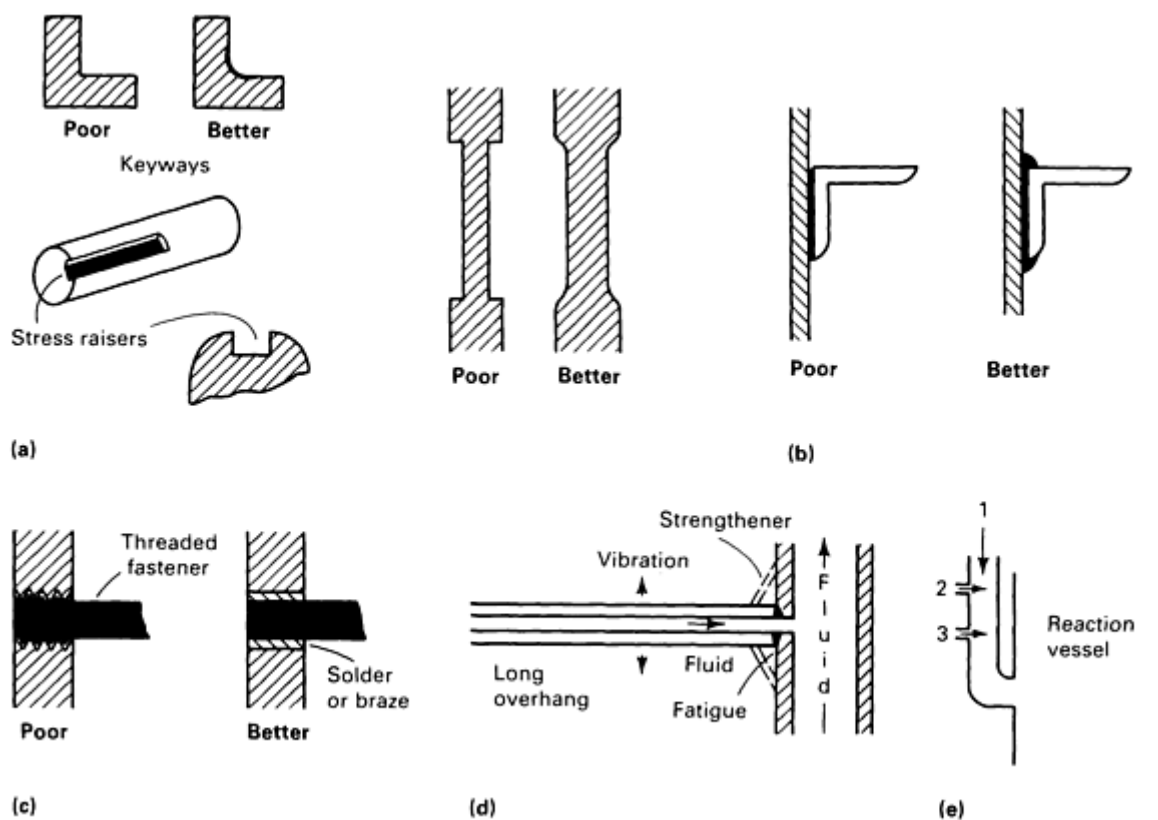 Poor
Better
Keyways
Stress raisers
(a)
Poor
Better
Poor
Better
(b)
Threaded
fastener
Solder
or braze
Poor
Better
(c)
Strengthener
Vibration
Fluid
Long
overhang
Fluid
Fatigue
(d)
1
2
3
Reaction
vessel
(e)